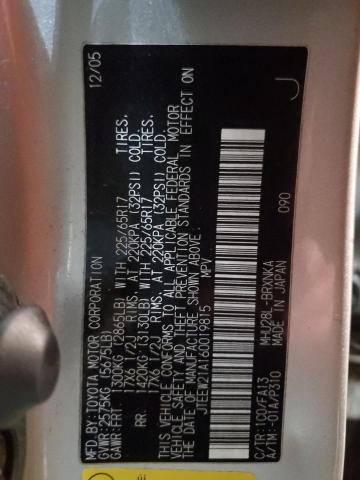 MFD.BY:TOYOTA MOTOR CORPORATION 12/05
GVWR:2575KG (5675LB)
GAWR:FRT. 1300KG (2865LB) WITH 225/65R17 TIRES.
17X6 1/2J RIMS, AT 220KPA (32PSI) COLD.
RR. 1420KG (3130LB) WITH 225/65R17 TIRES.
17X6 1/2J RIMS, AT 220KPA (32PSI) COLD.
THIS VEHICLE CONFORMS TO ALL APPLICABLE FEDERAL MOTOR
VEHICLE SAFETY AND THEFT PREVENTION STANDARDS IN EFFECT ON
THE DATE OF MANUFACTURE SHOWN ABOVE.
JTEEW21A160019815 MPV
C/TR:1G0/FA13 MHU28L-BRXNKA 090 J
A/TM:-01A/P310 MADE IN JAPAN